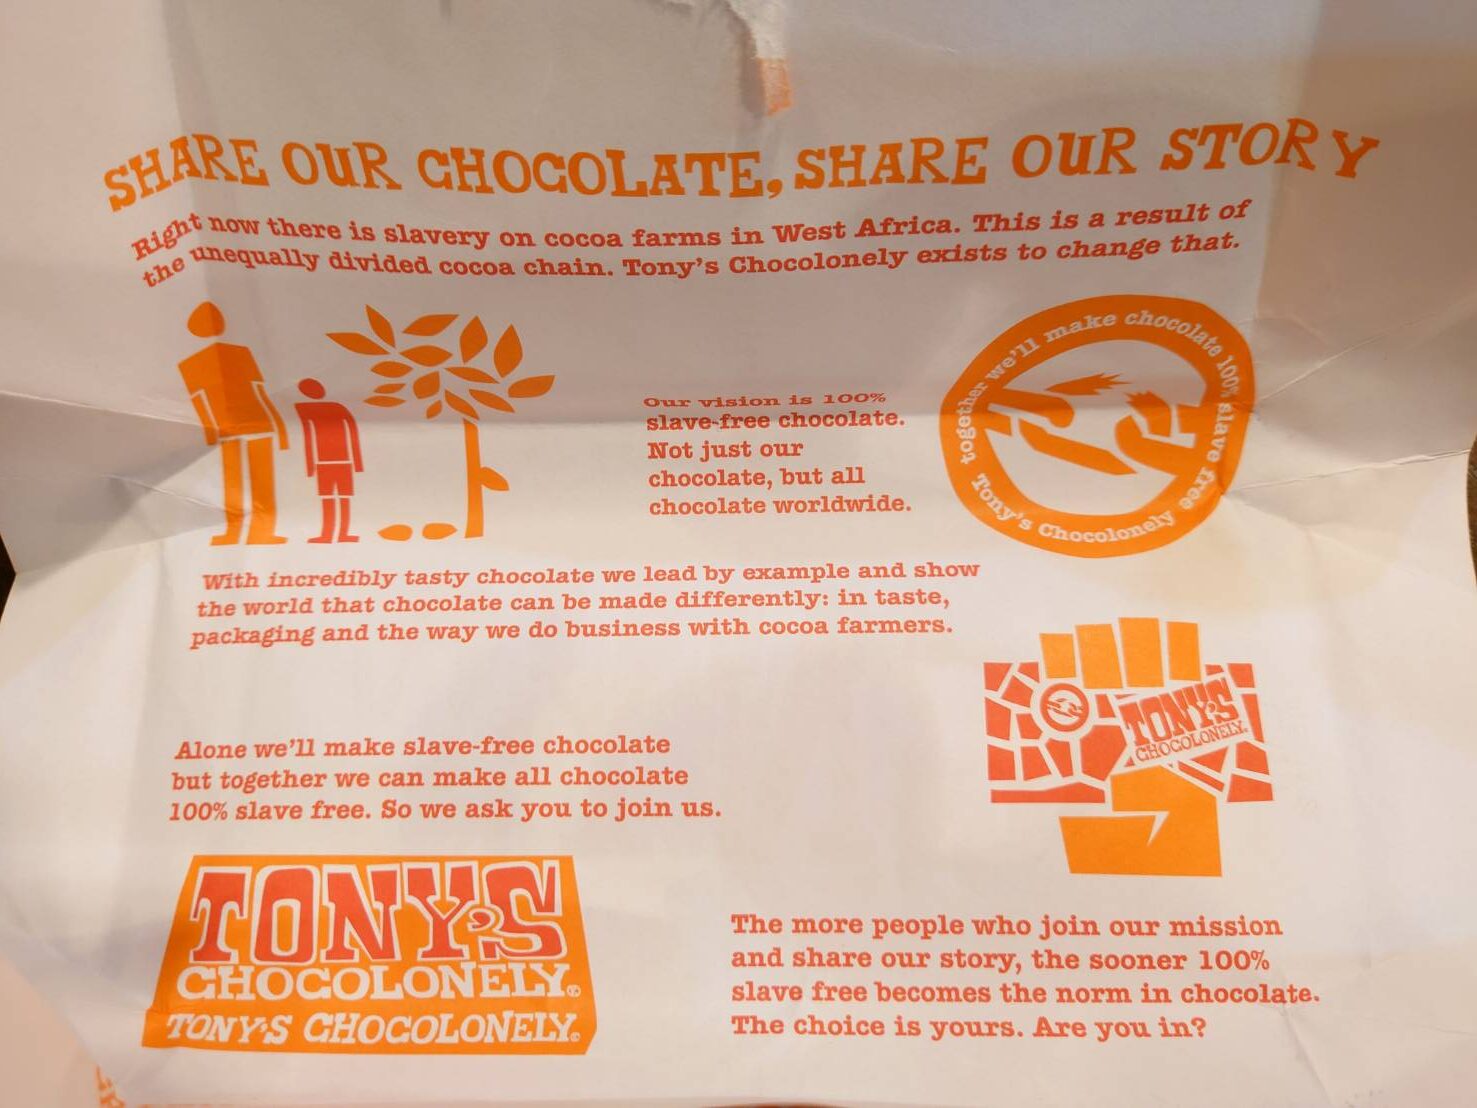 SHARE OUR CHOCOLATE, SHARE OUR STORY
Right now there is slavery on cocoa farms in West Africa. This is a result of
the unequally divided cocoa chain. Tony's Chocolonely exists to change that.
Our vision is 100%
slave-free chocolate.
Not just our
chocolate, but all
chocolate worldwide.
together we'll make chocolate 100% slave free
Tony's Chocolonely
With incredibly tasty chocolate we lead by example and show
the world that chocolate can be made differently: in taste,
packaging and the way we do business with cocoa farmers.
TONY'S
CHOCOLONELY
Alone we'll make slave-free chocolate
but together we can make all chocolate
100% slave free. So we ask you to join us.
TONY'S
CHOCOLONELY
TONY'S CHOCOLONELY
The more people who join our mission
and share our story, the sooner 100%
slave free becomes the norm in chocolate.
The choice is yours. Are you in?